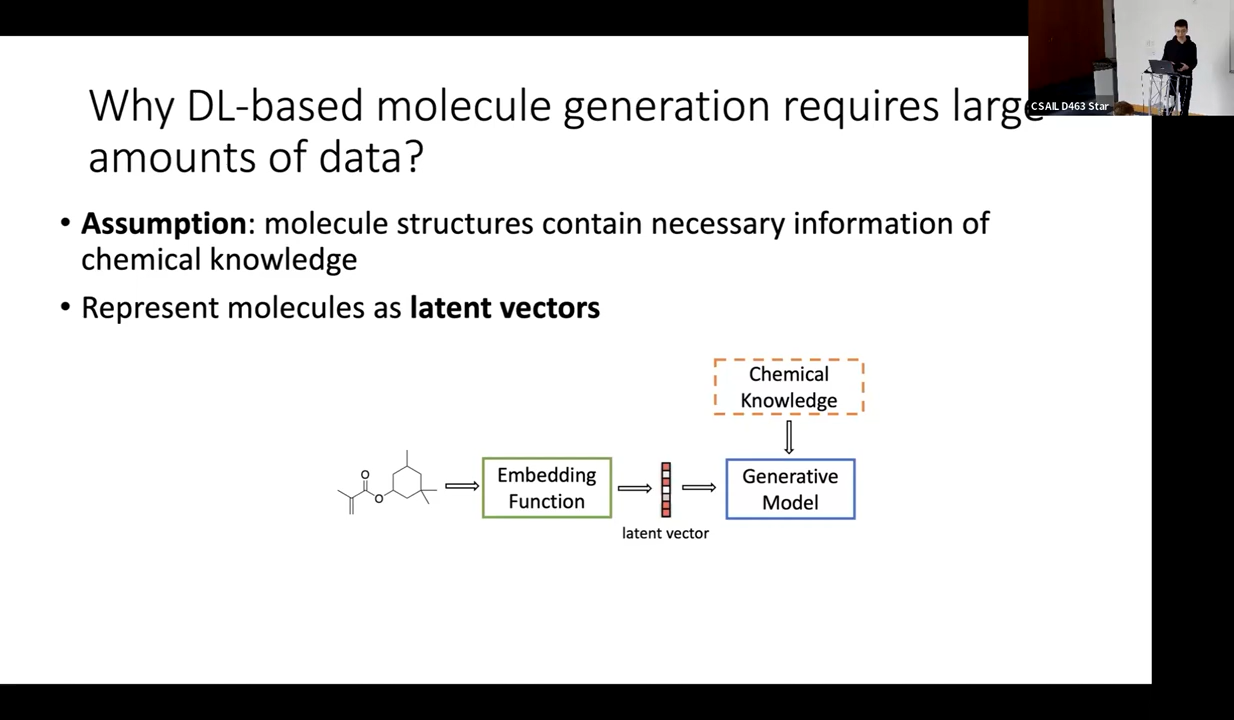 Why DL-based molecule generation requires large
amounts of data?
CSAIL D463 Star
• Assumption: molecule structures contain necessary information of
chemical knowledge
• Represent molecules as latent vectors
Chemical
Knowledge
O
O
Embedding
Function
latent vector
Generative
Model